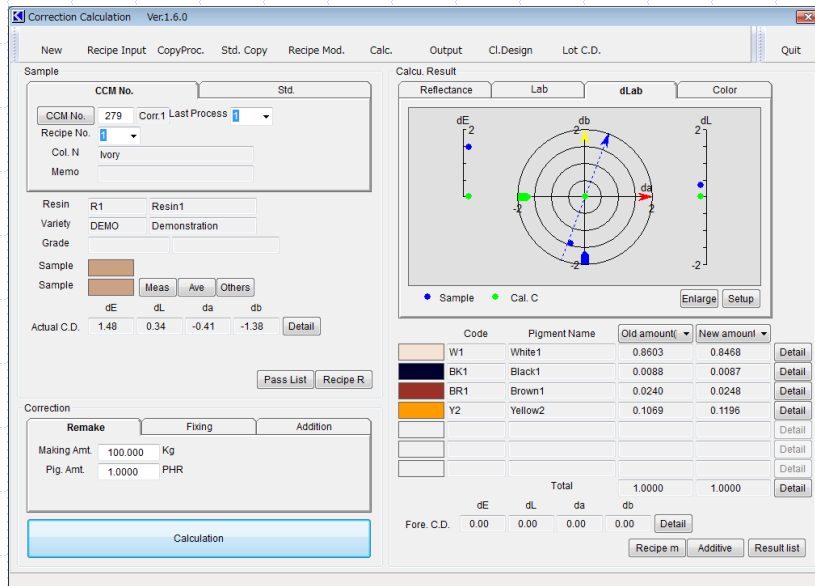 Correction Calculation Ver.1.6.0
New Recipe Input CopyProc. Std. Copy Recipe Mod. Calc. Output Cl.Design Lot C.D. Quit
Sample
CCM No. Std.
CCM No. 279 Corr.1 Last Process 1
Recipe No. 1
Col. N Ivory
Memo
Resin R1 Resin1
Variety DEMO Demonstration
Grade
Sample
Sample Meas Ave Others
dE dL da db
Actual C.D. 1.48 0.34 -0.41 -1.38 Detail
Pass List Recipe R
Correction
Remake Fixing Addition
Making Amt. 100.000 Kg
Pig. Amt. 1.0000 PHR
Calculation
Calcu. Result
Reflectance Lab dLab Color
dE db dL
2 2 2
da
-2 2
-2 -2
Sample Cal. C Enlarge Setup
Code Pigment Name Old amount( New amount
W1 White1 0.8603 0.8468 Detail
BK1 Black1 0.0088 0.0087 Detail
BR1 Brown1 0.0240 0.0248 Detail
Y2 Yellow2 0.1069 0.1196 Detail
Detail
Detail
Detail
Total 1.0000 1.0000 Detail
dE dL da db
Fore. C.D. 0.00 0.00 0.00 0.00 Detail
Recipe m Additive Result list